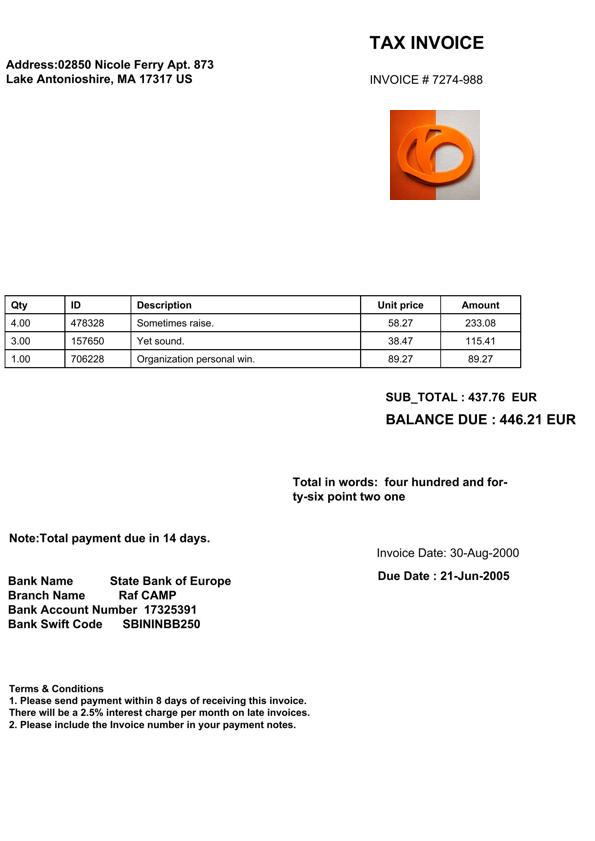 TAX INVOICE
Address:02850 Nicole Ferry Apt. 873
Lake Antonioshire, MA 17317 US
INVOICE # 7274-988
Qty ID Description Unit price Amount
4.00 478328 Sometimes raise. 58.27 233.08
3.00 157650 Yet sound. 38.47 115.41
1.00 706228 Organization personal win. 89.27 89.27
SUB_TOTAL : 437.76 EUR
BALANCE DUE : 446.21 EUR
Total in words: four hundred and for-
ty-six point two one
Note:Total payment due in 14 days.
Invoice Date: 30-Aug-2000
Due Date : 21-Jun-2005
Bank Name State Bank of Europe
Branch Name Raf CAMP
Bank Account Number 17325391
Bank Swift Code SBININBB250
Terms & Conditions
1. Please send payment within 8 days of receiving this invoice.
There will be a 2.5% interest charge per month on late invoices.
2. Please include the Invoice number in your payment notes.